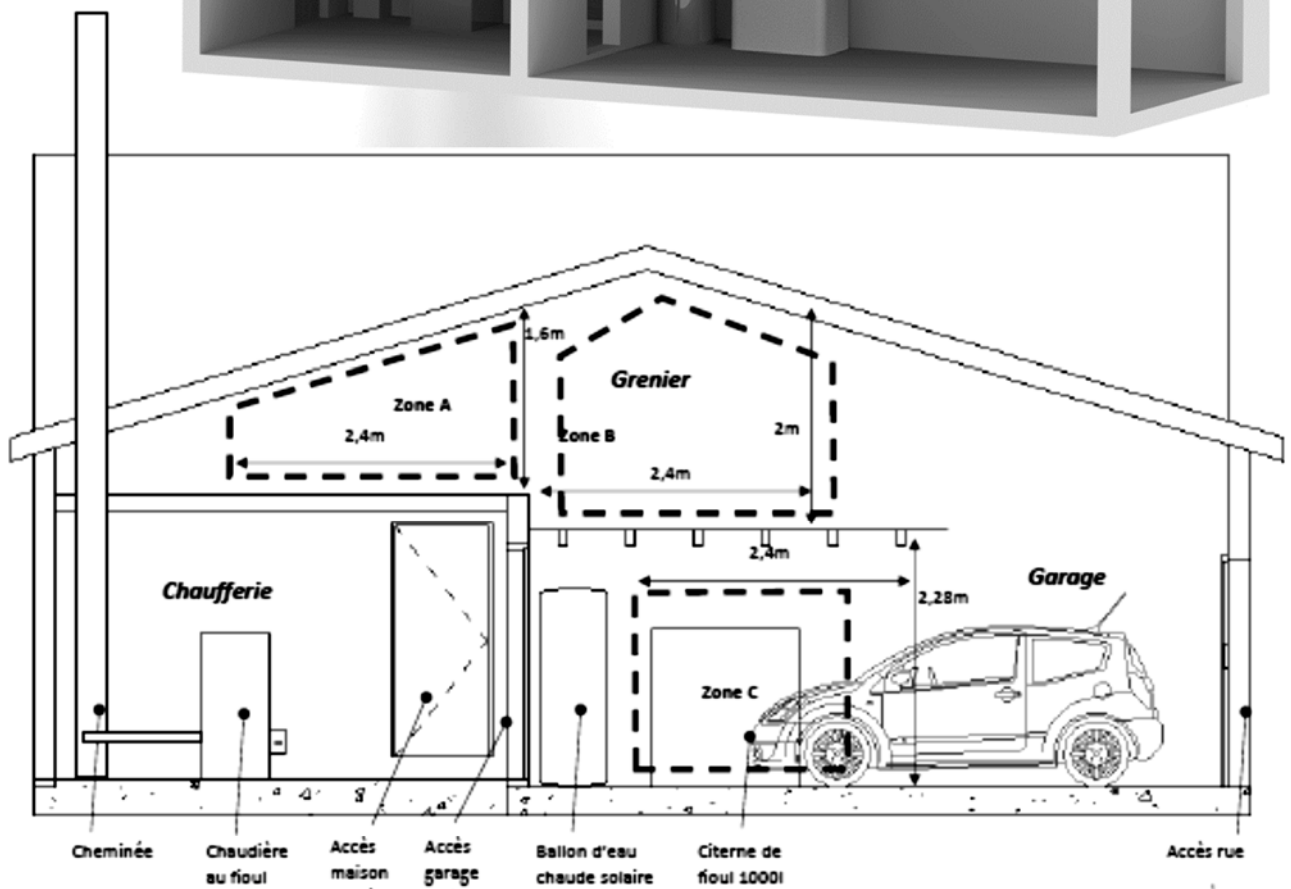 1,6m
Grenier
Zone A
2,4m
Zone B
2m
2,4m
2,4m
Chaufferie
Garage
2,28m
Zone C
Cheminée
Chaudière
au fioul
Accès
maison
Accès
garage
Ballon d'eau
chaude solaire
Citerne de
fioul 1000l
Accès rue